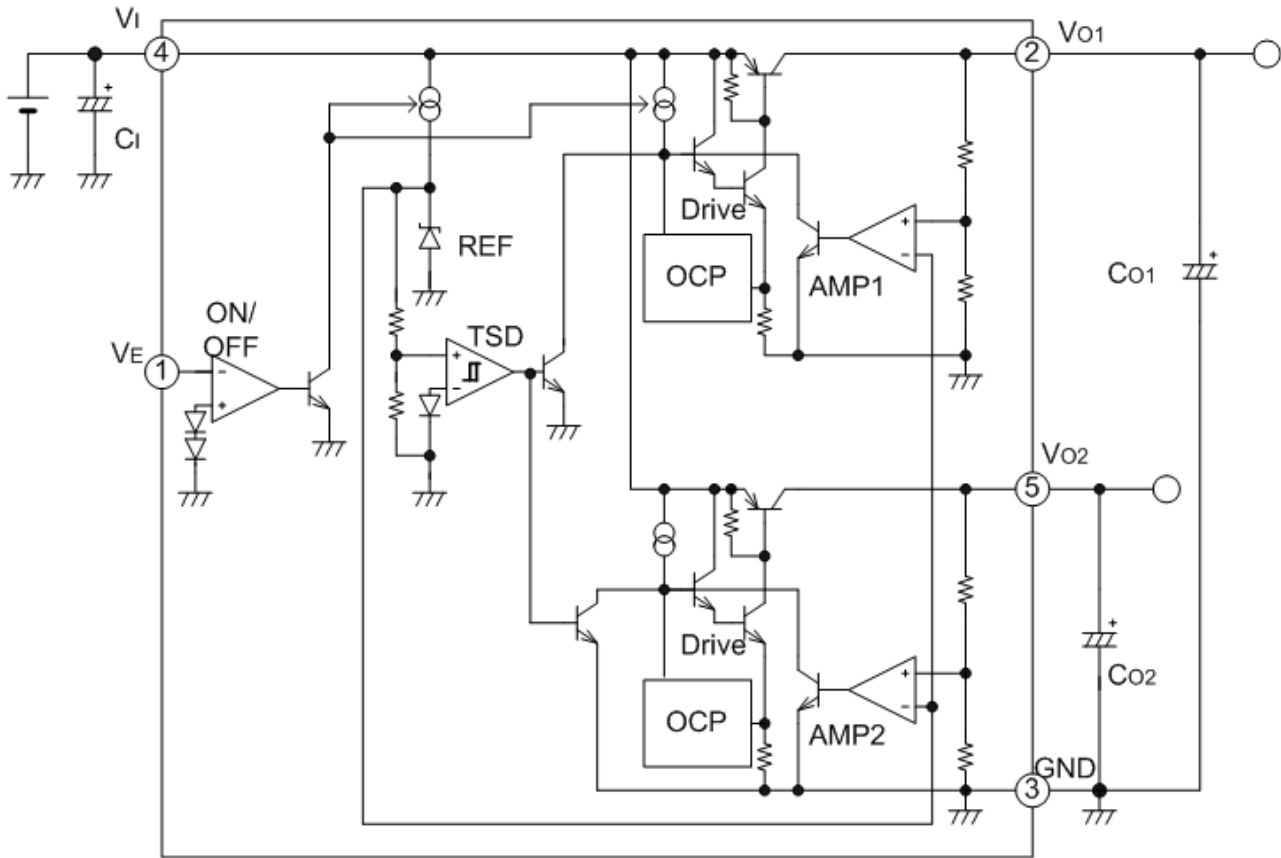 VI
VO1
4
2
+
CI
Drive
REF
OCP
+
-
AMP1
CO1
+
ON/
OFF
TSD
VE
1
-
+
+
-
VO2
5
+
Drive
OCP
+
-
AMP2
CO2
GND
3